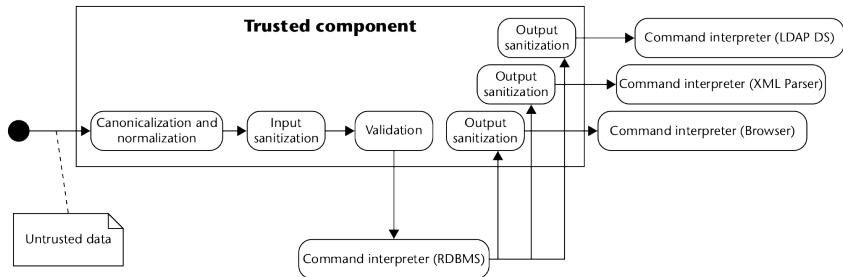 Trusted component
Output
sanitization
Command interpreter (LDAP DS)
Output
sanitization
Command interpreter (XML Parser)
Canonicalization and
normalization
Input
sanitization
Validation
Output
sanitization
Command interpreter (Browser)
Untrusted data
Command interpreter (RDBMS)